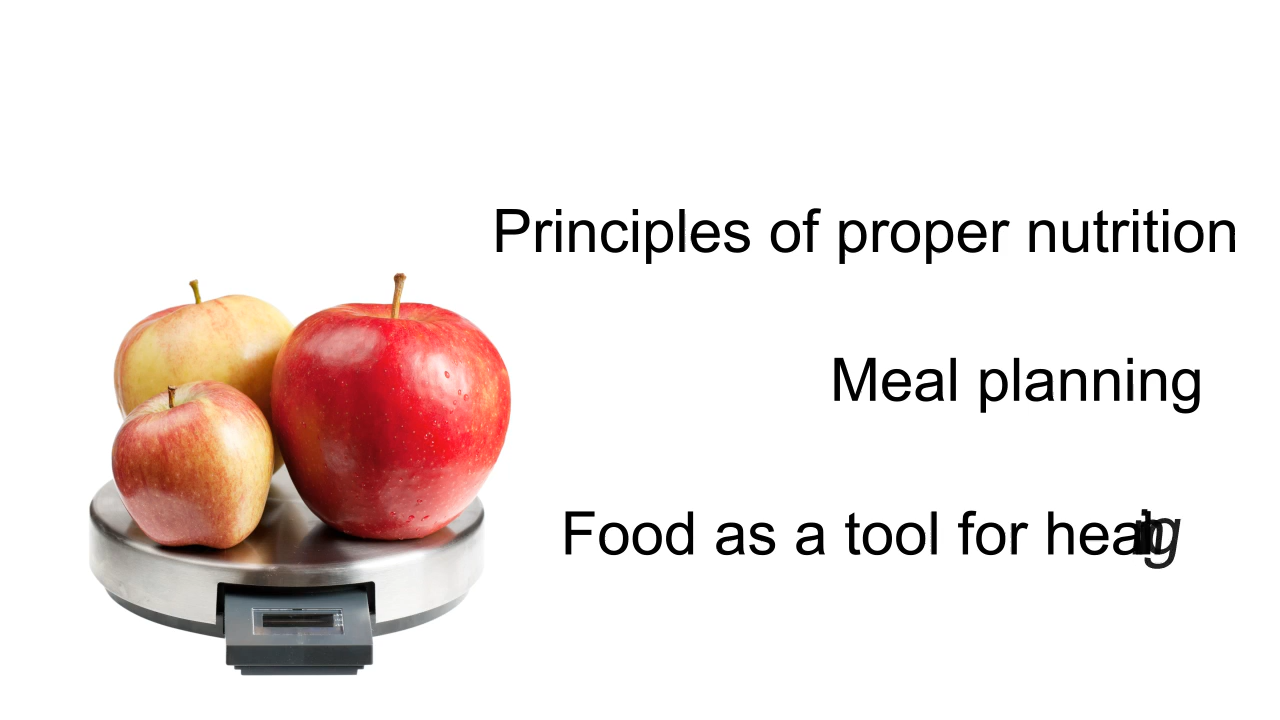 Principles of proper nutrition
Meal planning
Food as a tool for